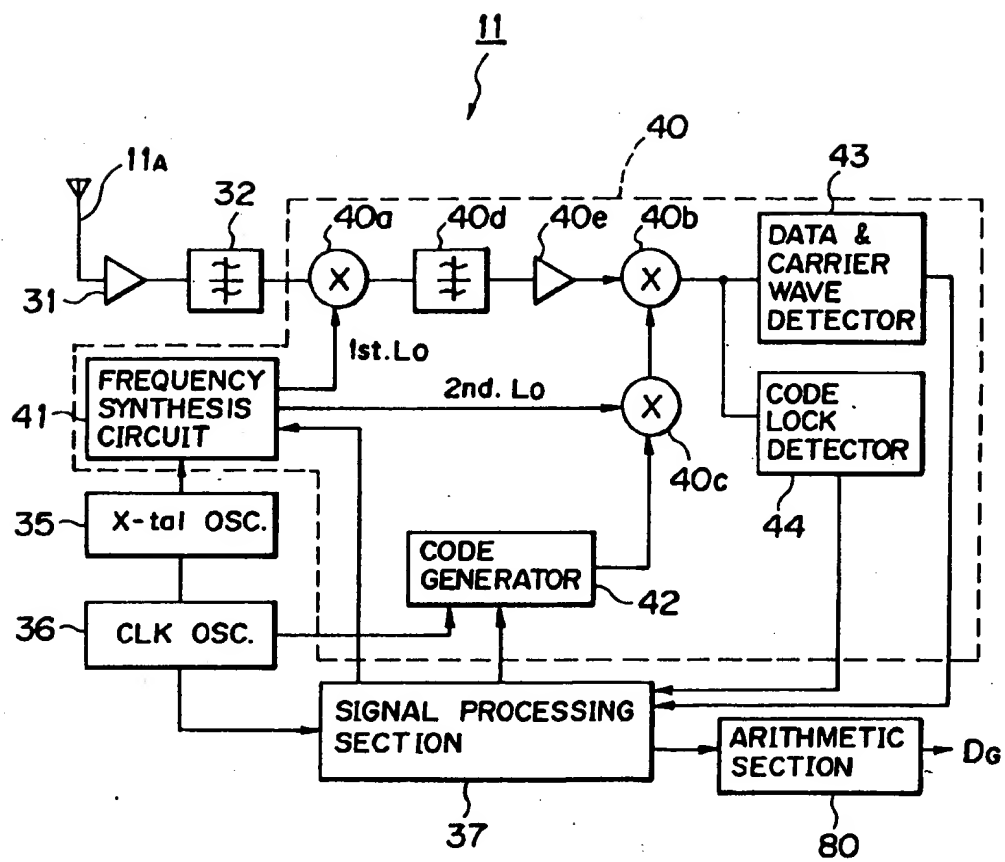 11
40
11A
32
40a
40d
40e
40b
43
X
X
DATA &
CARRIER
WAVE
DETECTOR
31
1st. Lo
FREQUENCY
SYNTHESIS
CIRCUIT
2nd. Lo
X
CODE
LOCK
DETECTOR
41
40c
44
35
X-tal OSC.
CODE
GENERATOR
42
36
CLK OSC.
SIGNAL PROCESSING
SECTION
ARITHMETIC
SECTION
DG
37
80